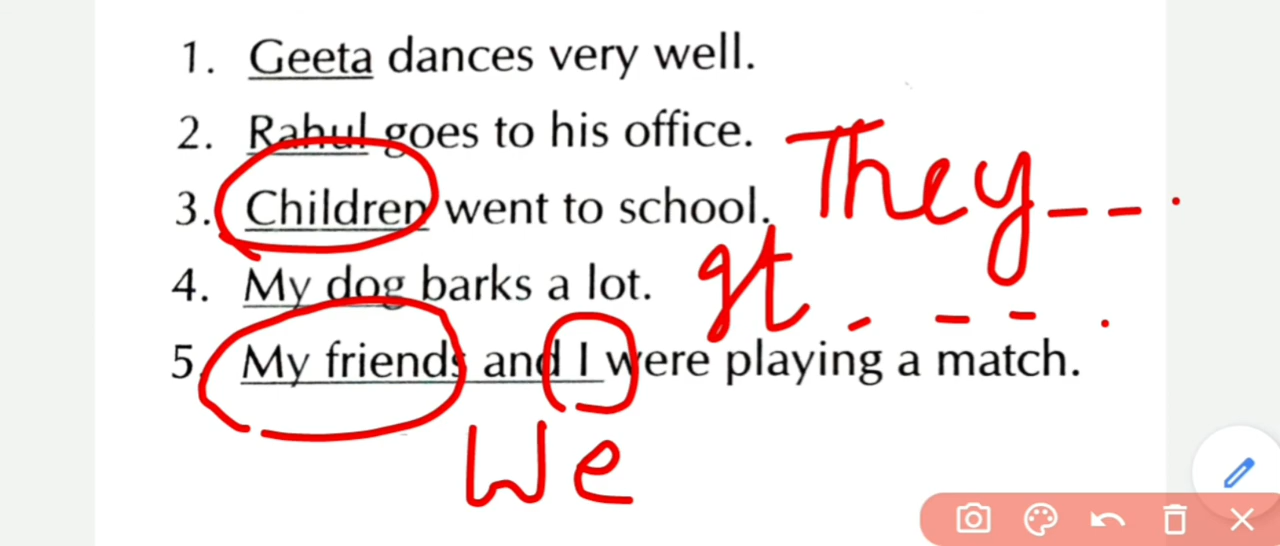 1. Geeta dances very well.
2. Rahul goes to his office.
3. Children went to school. They--.
4. My dog barks a lot. It ---.
5. My friends and I were playing a match.
We